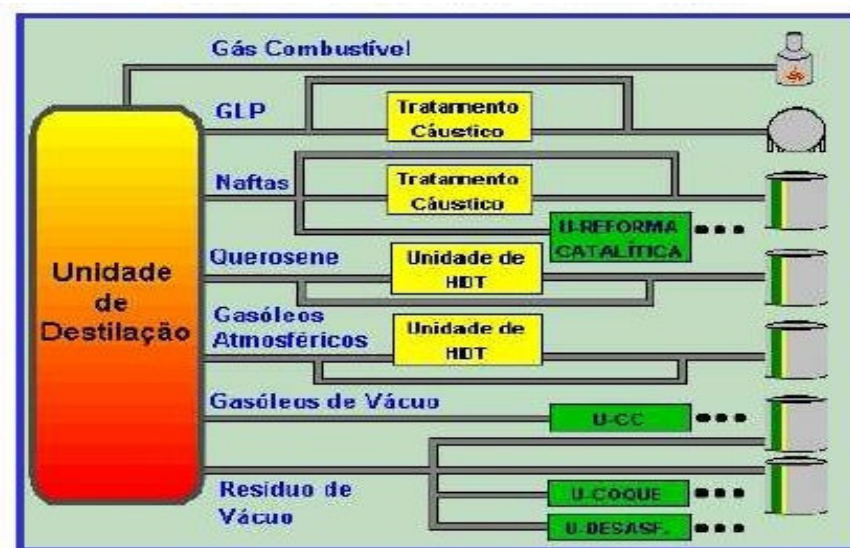 Gás Combustível
GLP
Tratamento
Cáustico
Naftas
Tratamento
Cáustico
U-REFORMA
CATALÍTICA
Querosene
Unidade de
HDT
Unidade
de
Destilação
Gasóleos
Atmosféricos
Unidade de
HDT
Gasóleos de Vácuo
U-CC
Resíduo de
Vácuo
U-COQUE
U-DESASF.